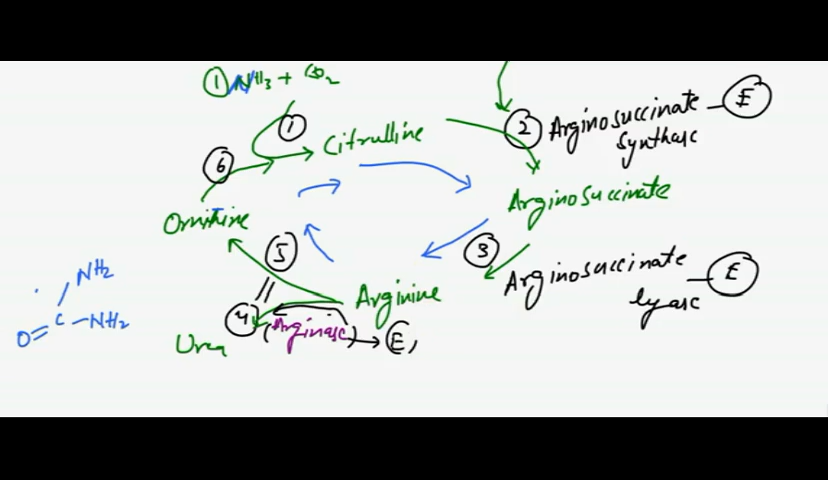 ① NH3 + CO2
①
Citrulline
② Arginosuccinate — E
Synthase
⑥
Ornitine
Arginosuccinate
③
Arginosuccinate — E
lyase
⑤
Arginine
NH2
O=C-NH2
④ (Arginase) → E,
Urea